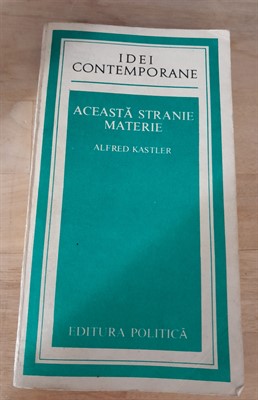 IDEI
CONTEMPORANE
ACEASTĂ STRANIE
MATERIE
ALFRED KASTLER
EDITURA POLITICĂ